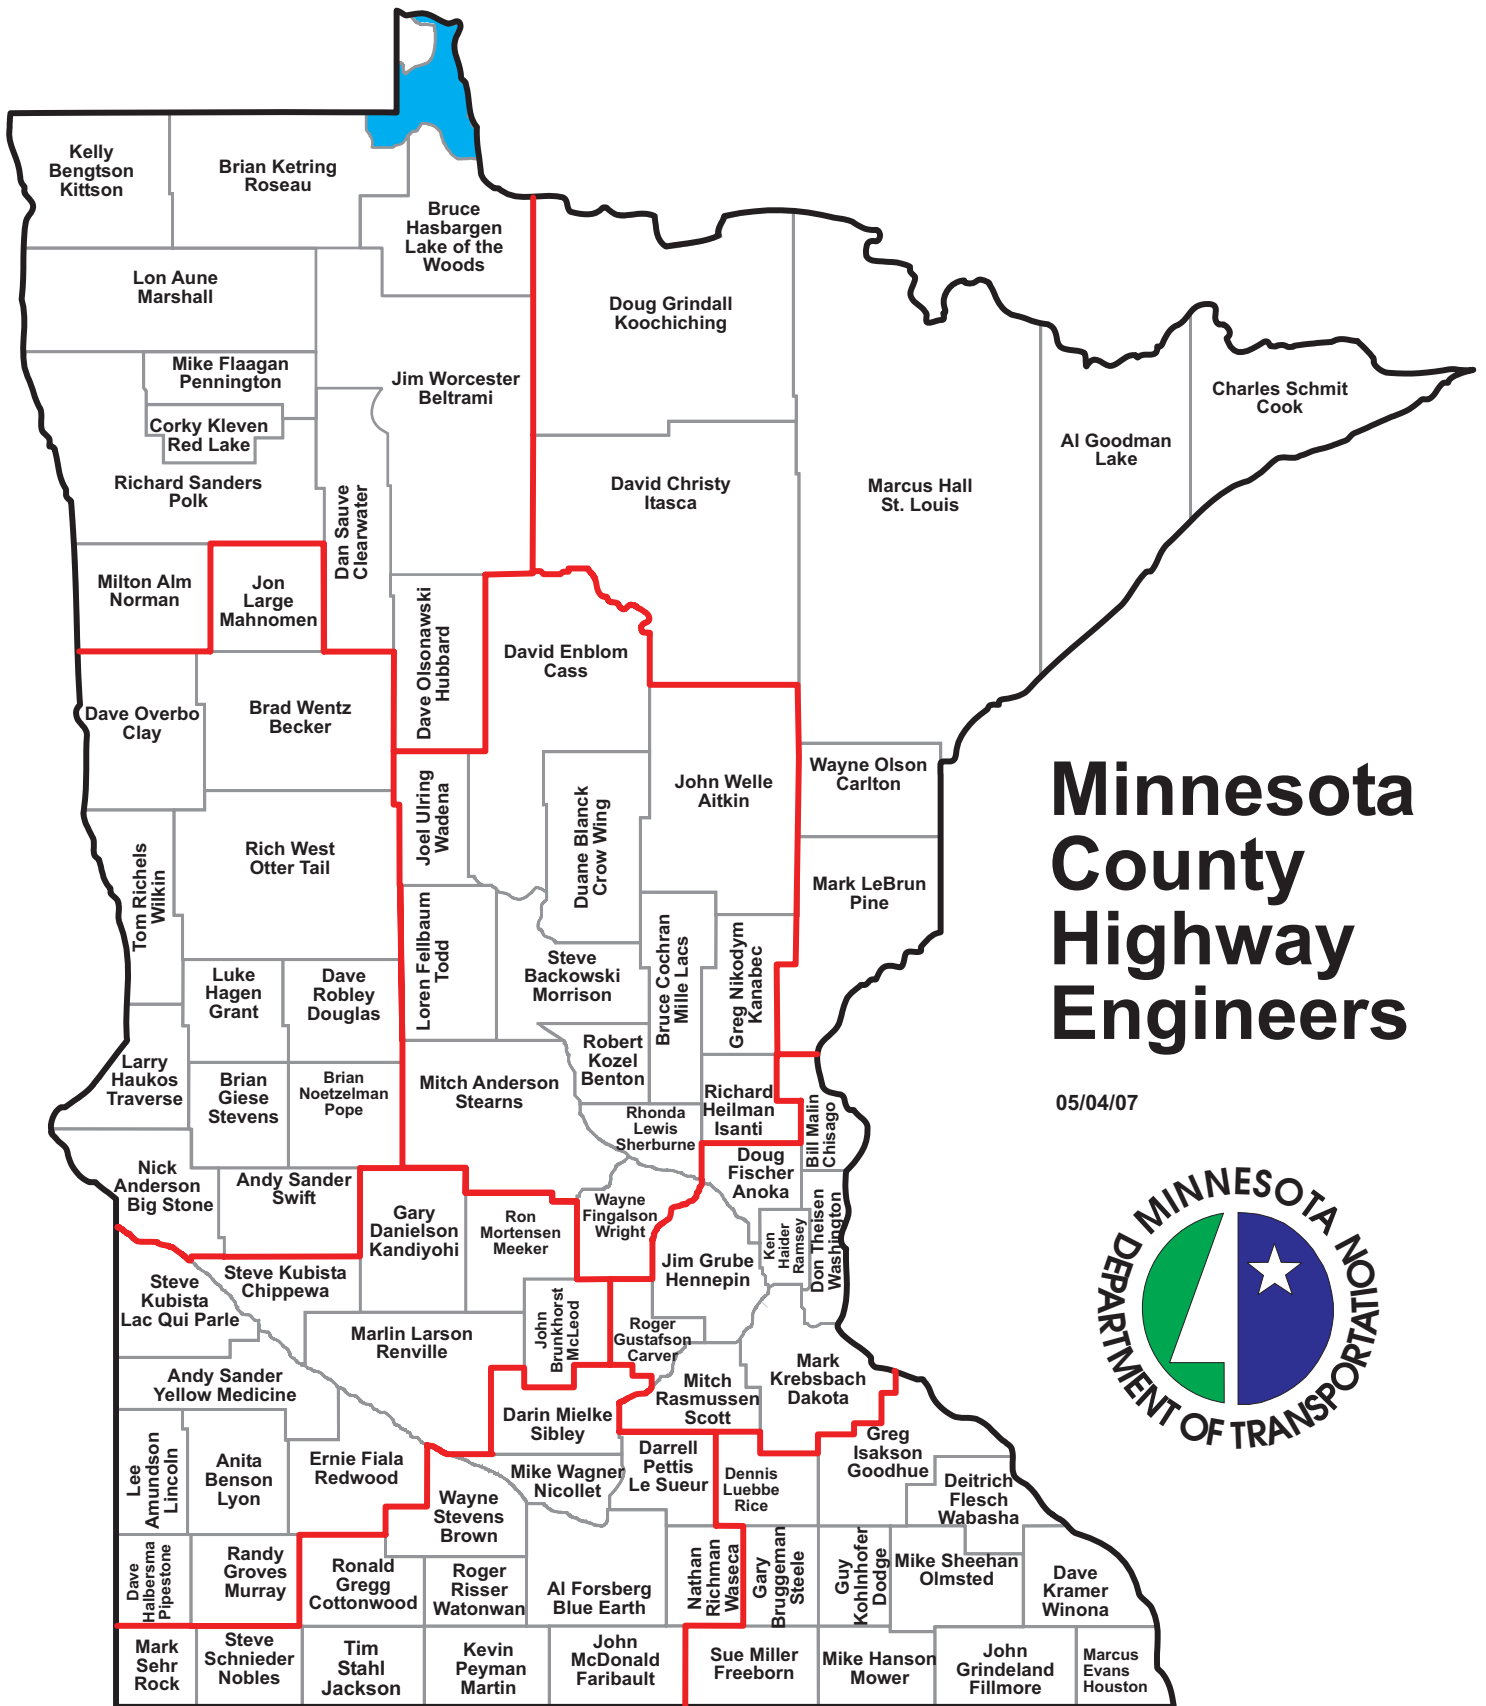 Kelly
Bengtson
Kittson
Brian Ketring
Roseau
Bruce
Hasbargen
Lake of the
Woods
Lon Aune
Marshall
Doug Grindall
Koochiching
Mike Flaagan
Pennington
Jim Worcester
Beltrami
Charles Schmit
Cook
Corky Kleven
Red Lake
Al Goodman
Lake
Richard Sanders
Polk
Dan Sauve
Clearwater
David Christy
Itasca
Marcus Hall
St. Louis
Milton Alm
Norman
Jon
Large
Mahnomen
Dave Olsonawski
Hubbard
David Enblom
Cass
Dave Overbo
Clay
Brad Wentz
Becker
John Welle
Aitkin
Wayne Olson
Carlton
Joel Ulring
Wadena
Duane Blanck
Crow Wing
Tom Richels
Wilkin
Rich West
Otter Tail
Mark LeBrun
Pine
Minnesota
County
Highway
Engineers
05/04/07
Loren Fellbaum
Todd
Steve
Backowski
Morrison
Bruce Cochran
Mille Lacs
Greg Nikodym
Kanabec
Luke
Hagen
Grant
Dave
Robley
Douglas
Robert
Kozel
Benton
Larry
Haukos
Traverse
Brian
Giese
Stevens
Brian
Noetzelman
Pope
Mitch Anderson
Stearns
Rhonda
Lewis
Sherburne
Richard
Heilman
Isanti
Bill Malin
Chisago
Nick
Anderson
Big Stone
Andy Sander
Swift
Doug
Fischer
Anoka
Gary
Danielson
Kandiyohi
Ron
Mortensen
Meeker
Wayne
Fingalson
Wright
Ken
Haider
Ramsey
Don Theisen
Washington
Jim Grube
Hennepin
Steve
Kubista
Lac Qui Parle
Steve Kubista
Chippewa
Marlin Larson
Renville
John
Brunkhorst
McLeod
Roger
Gustafson
Carver
Mitch
Rasmussen
Scott
Mark
Krebsbach
Dakota
MINNESOTA
DEPARTMENT OF TRANSPORTATION
Andy Sander
Yellow Medicine
Darin Mielke
Sibley
Lee
Amundson
Lincoln
Anita
Benson
Lyon
Ernie Fiala
Redwood
Mike Wagner
Nicollet
Darrell
Pettis
Le Sueur
Dennis
Luebbe
Rice
Greg
Isakson
Goodhue
Deitrich
Flesch
Wabasha
Wayne
Stevens
Brown
Dave
Halbersma
Pipestone
Randy
Groves
Murray
Ronald
Gregg
Cottonwood
Roger
Risser
Watonwan
Al Forsberg
Blue Earth
Nathan
Richman
Waseca
Gary
Bruggeman
Steele
Guy
Kohlnhofer
Dodge
Mike Sheehan
Olmsted
Dave
Kramer
Winona
Mark
Sehr
Rock
Steve
Schnieder
Nobles
Tim
Stahl
Jackson
Kevin
Peyman
Martin
John
McDonald
Faribault
Sue Miller
Freeborn
Mike Hanson
Mower
John
Grindeland
Fillmore
Marcus
Evans
Houston